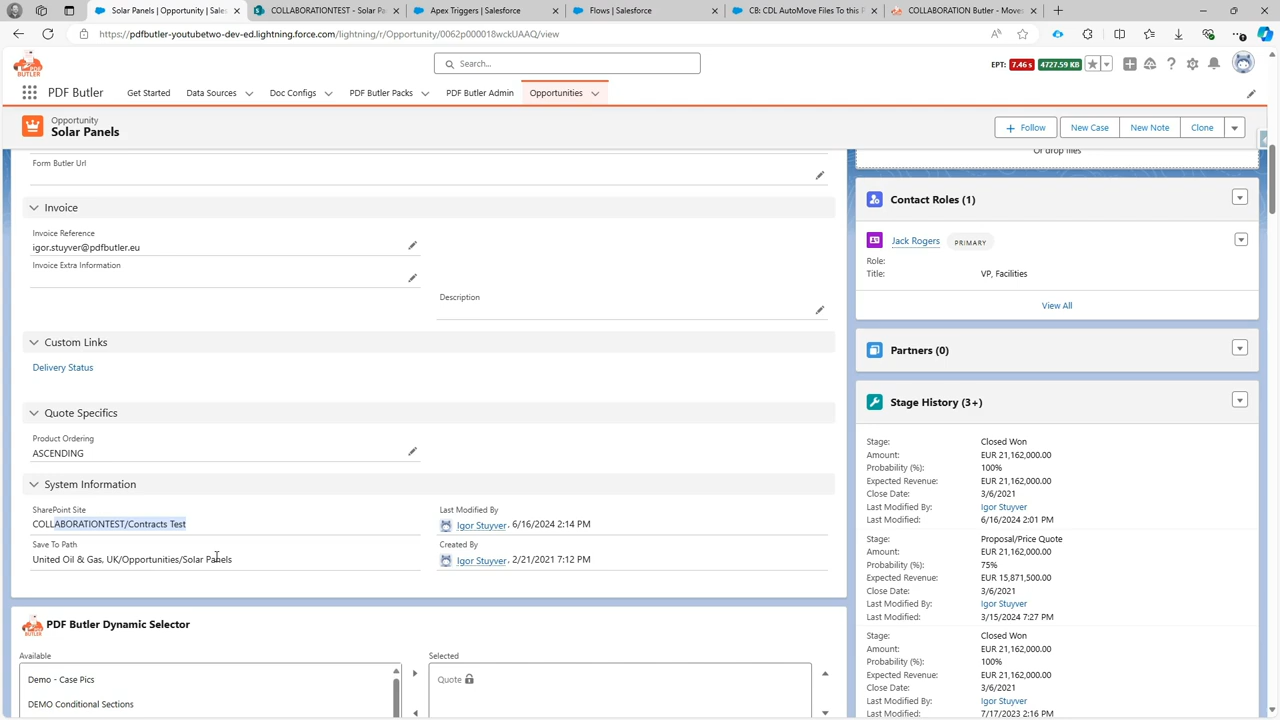 Solar Panels | Opportunity | Sales
COLLABORATIONTEST - Solar Pa
Apex Triggers | Salesforce
Flows | Salesforce
CB: CDL AutoMove Files To this P
COLLABORATION Butler - Moves
https://pdfbutler-youtubetwo-dev-ed.lightning.force.com/lightning/r/Opportunity/0062p000018wckUAAQ/view
PDF BUTLER
Search...
EPT: 7.46 s 4727.59 KB
PDF Butler
Get Started
Data Sources
Doc Configs
PDF Butler Packs
PDF Butler Admin
Opportunities
Opportunity
Solar Panels
Follow
New Case
New Note
Clone
Form Butler Url
Invoice
Invoice Reference
igor.stuyver@pdfbutler.eu
Invoice Extra Information
Description
Custom Links
Delivery Status
Quote Specifics
Product Ordering
ASCENDING
System Information
SharePoint Site
COLLABORATIONTEST/Contracts Test
Last Modified By
Igor Stuyver, 6/16/2024 2:14 PM
Save To Path
United Oil & Gas, UK/Opportunities/Solar Panels
Created By
Igor Stuyver, 2/21/2021 7:12 PM
PDF Butler Dynamic Selector
Available
Demo - Case Pics
DEMO Conditional Sections
Selected
Quote
Or drop files
Contact Roles (1)
Jack Rogers PRIMARY
Role:
Title: VP, Facilities
View All
Partners (0)
Stage History (3+)
Stage: Closed Won
Amount: EUR 21,162,000.00
Probability (%): 100%
Expected Revenue: EUR 21,162,000.00
Close Date: 3/6/2021
Last Modified By: Igor Stuyver
Last Modified: 6/16/2024 2:01 PM
Stage: Proposal/Price Quote
Amount: EUR 21,162,000.00
Probability (%): 75%
Expected Revenue: EUR 15,871,500.00
Close Date: 3/6/2021
Last Modified By: Igor Stuyver
Last Modified: 3/15/2024 7:27 PM
Stage: Closed Won
Amount: EUR 21,162,000.00
Probability (%): 100%
Expected Revenue: EUR 21,162,000.00
Close Date: 3/6/2021
Last Modified By: Igor Stuyver
Last Modified: 7/17/2023 2:16 PM